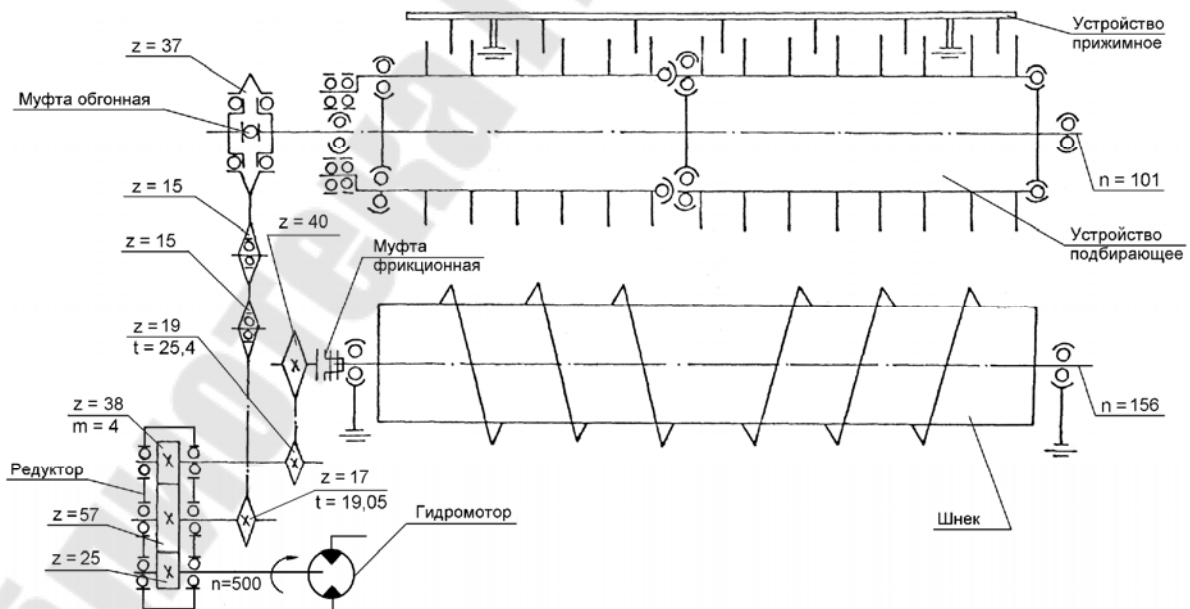 Устройство
прижимное
z = 37
Муфта обгонная
n = 101
z = 15
z = 40
Муфта
фрикционная
Устройство
подбирающее
z = 15
z = 19
t = 25,4
z = 38
m = 4
n = 156
Редуктор
z = 17
t = 19,05
Гидромотор
Шнек
z = 57
z = 25
n=500